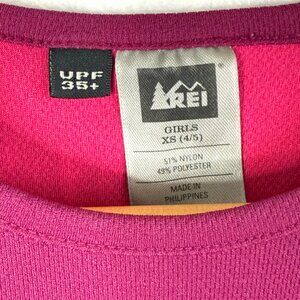 UPF
35+
REI
GIRLS
XS (4/5)
51% NYLON
49% POLYESTER
MADE IN
PHILIPPINES